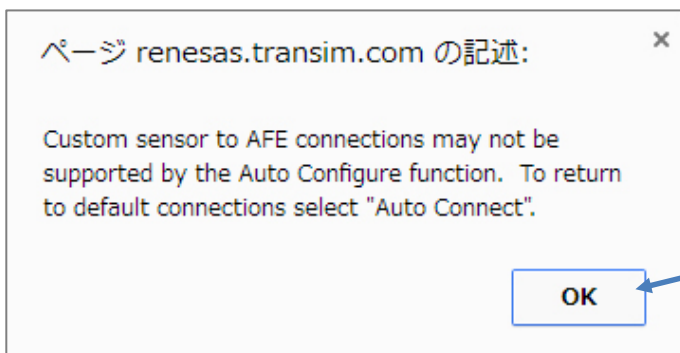 ページ renesas.transim.com の記述:
×
Custom sensor to AFE connections may not be
supported by the Auto Configure function.  To return
to default connections select "Auto Connect".
OK